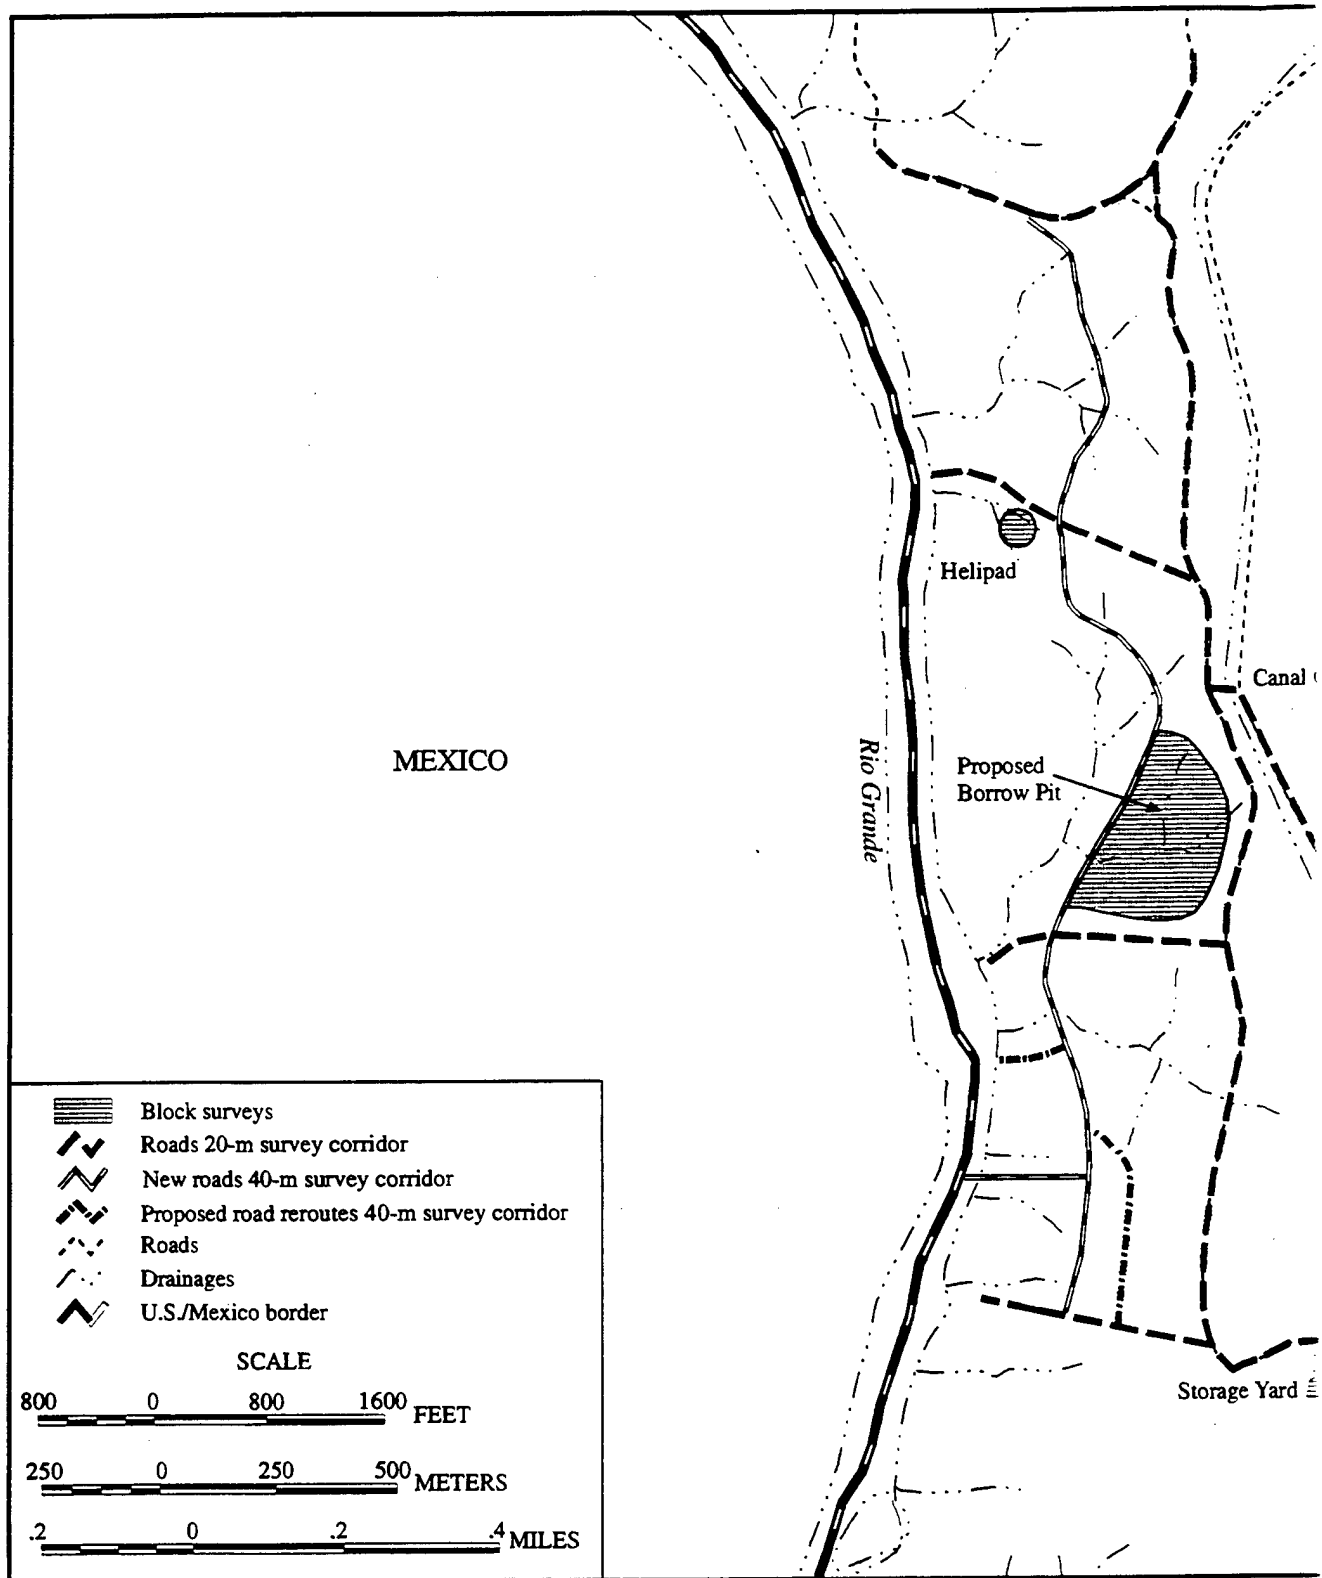 Helipad
Canal
MEXICO
Rio Grande
Proposed
Borrow Pit
Block surveys
Roads 20-m survey corridor
New roads 40-m survey corridor
Proposed road reroutes 40-m survey corridor
Roads
Drainages
U.S./Mexico border
SCALE
800 0 800 1600 FEET
Storage Yard
250 0 250 500 METERS
.2 0 .2 .4 MILES